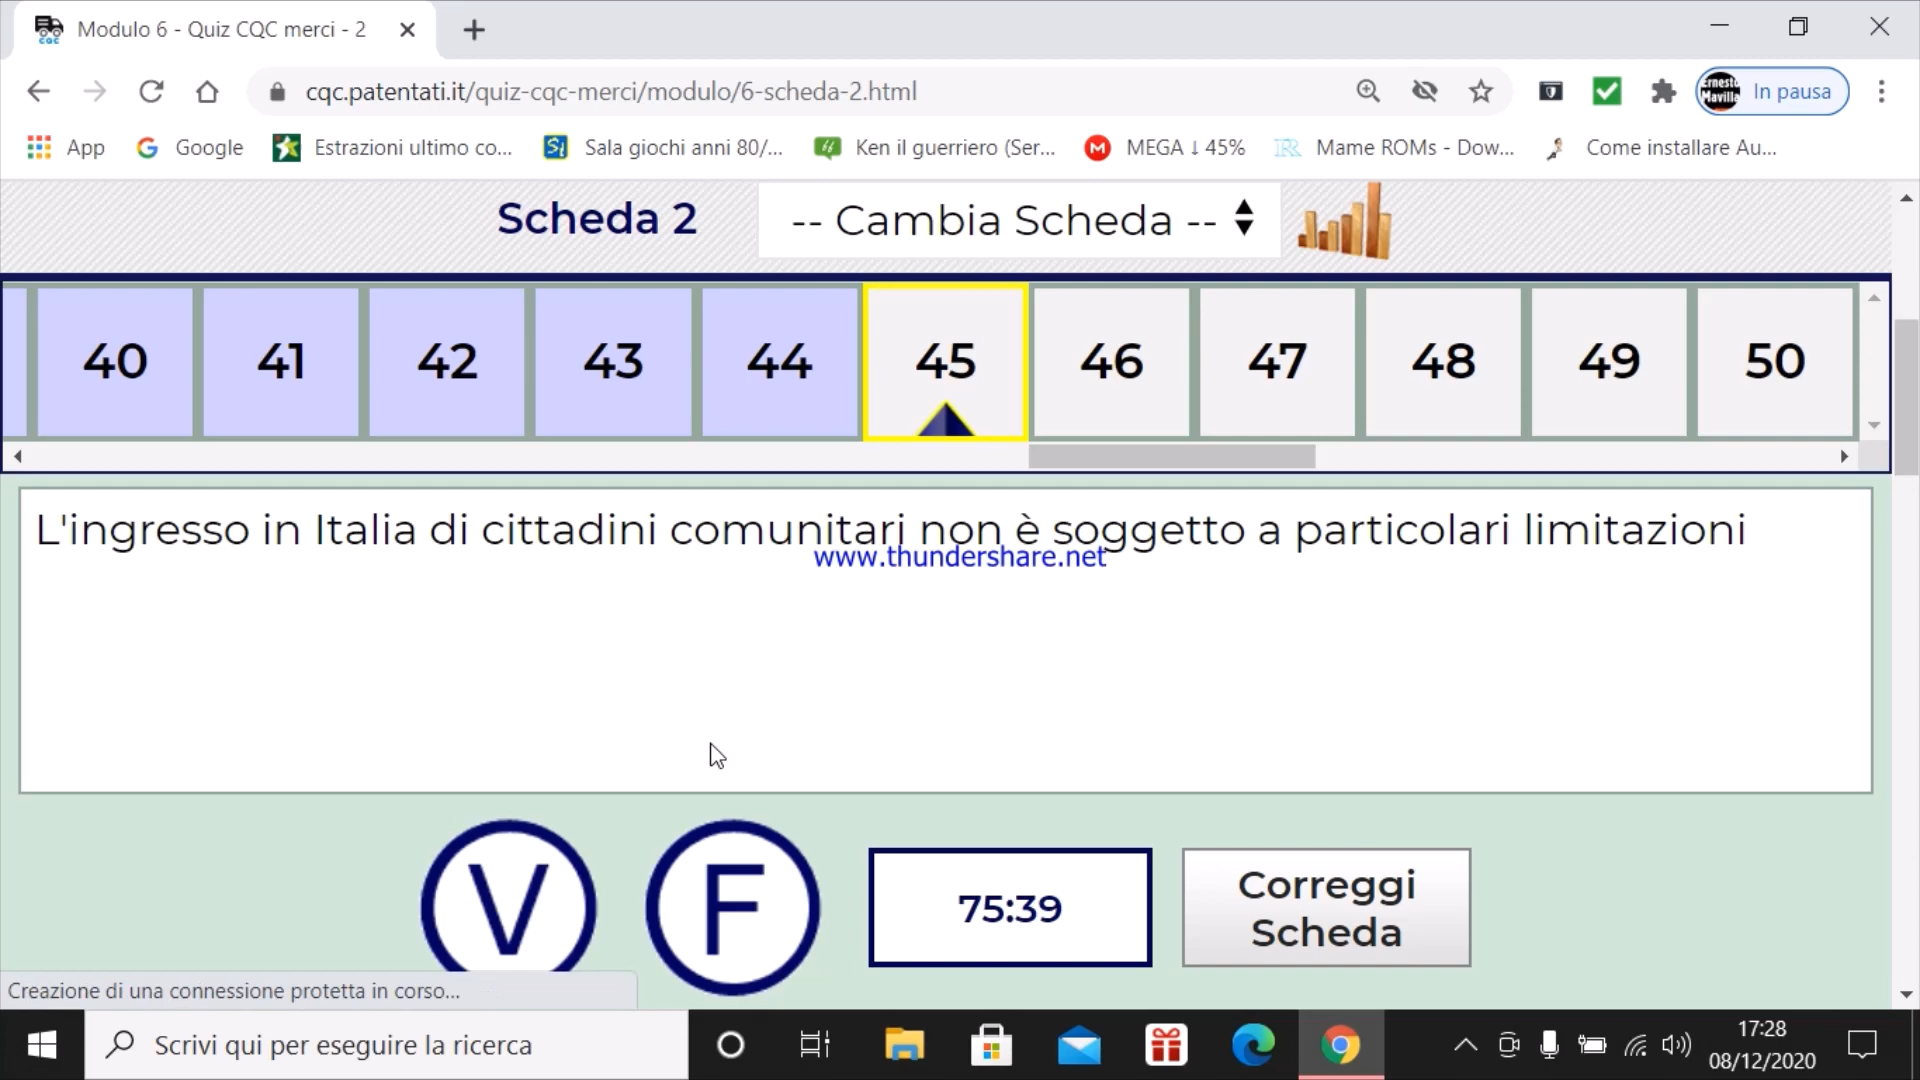 Modulo 6 - Quiz CQC merci - 2
cqc.patentati.it/quiz-cqc-merci/modulo/6-scheda-2.html
Ernesto Mavilla
In pausa
App
Google
Estrazioni ultimo co...
Sala giochi anni 80/...
Ken il guerriero (Ser...
MEGA ↓ 45%
Mame ROMs - Dow...
Come installare Au...
Scheda 2
-- Cambia Scheda --
40 41 42 43 44 45 46 47 48 49 50
L'ingresso in Italia di cittadini comunitari non è soggetto a particolari limitazioni
www.thundershare.net
V
F
75:39
Correggi
Scheda
Creazione di una connessione protetta in corso...
Scrivi qui per eseguire la ricerca
17:28
08/12/2020